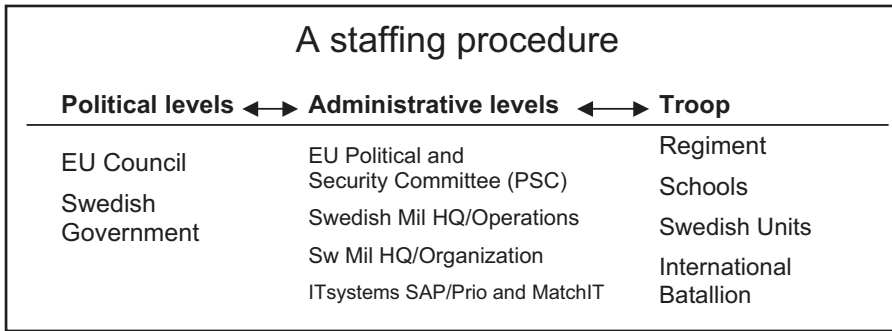 A staffing procedure
Political levels
Administrative levels
Troop
EU Council
Swedish
Government
EU Political and
Security Committee (PSC)
Swedish Mil HQ/Operations
Sw Mil HQ/Organization
ITsystems SAP/Prio and MatchIT
Regiment
Schools
Swedish Units
International
Batallion